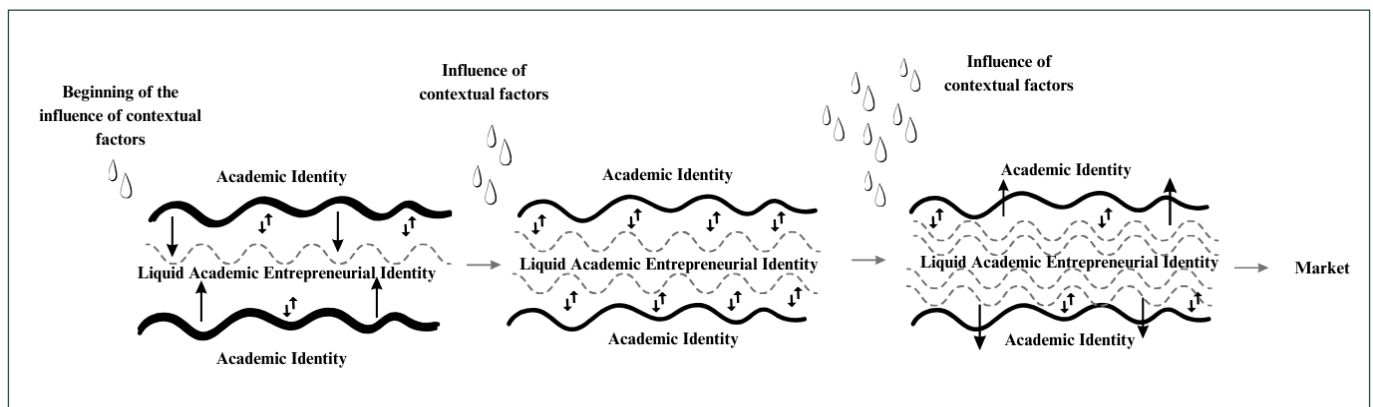 Beginning of the
influence of contextual
factors
Academic Identity
Liquid Academic Entrepreneurial Identity
Academic Identity
Influence of
contextual factors
Academic Identity
Liquid Academic Entrepreneurial Identity
Academic Identity
Influence of
contextual factors
Academic Identity
Liquid Academic Entrepreneurial Identity
Academic Identity
Market